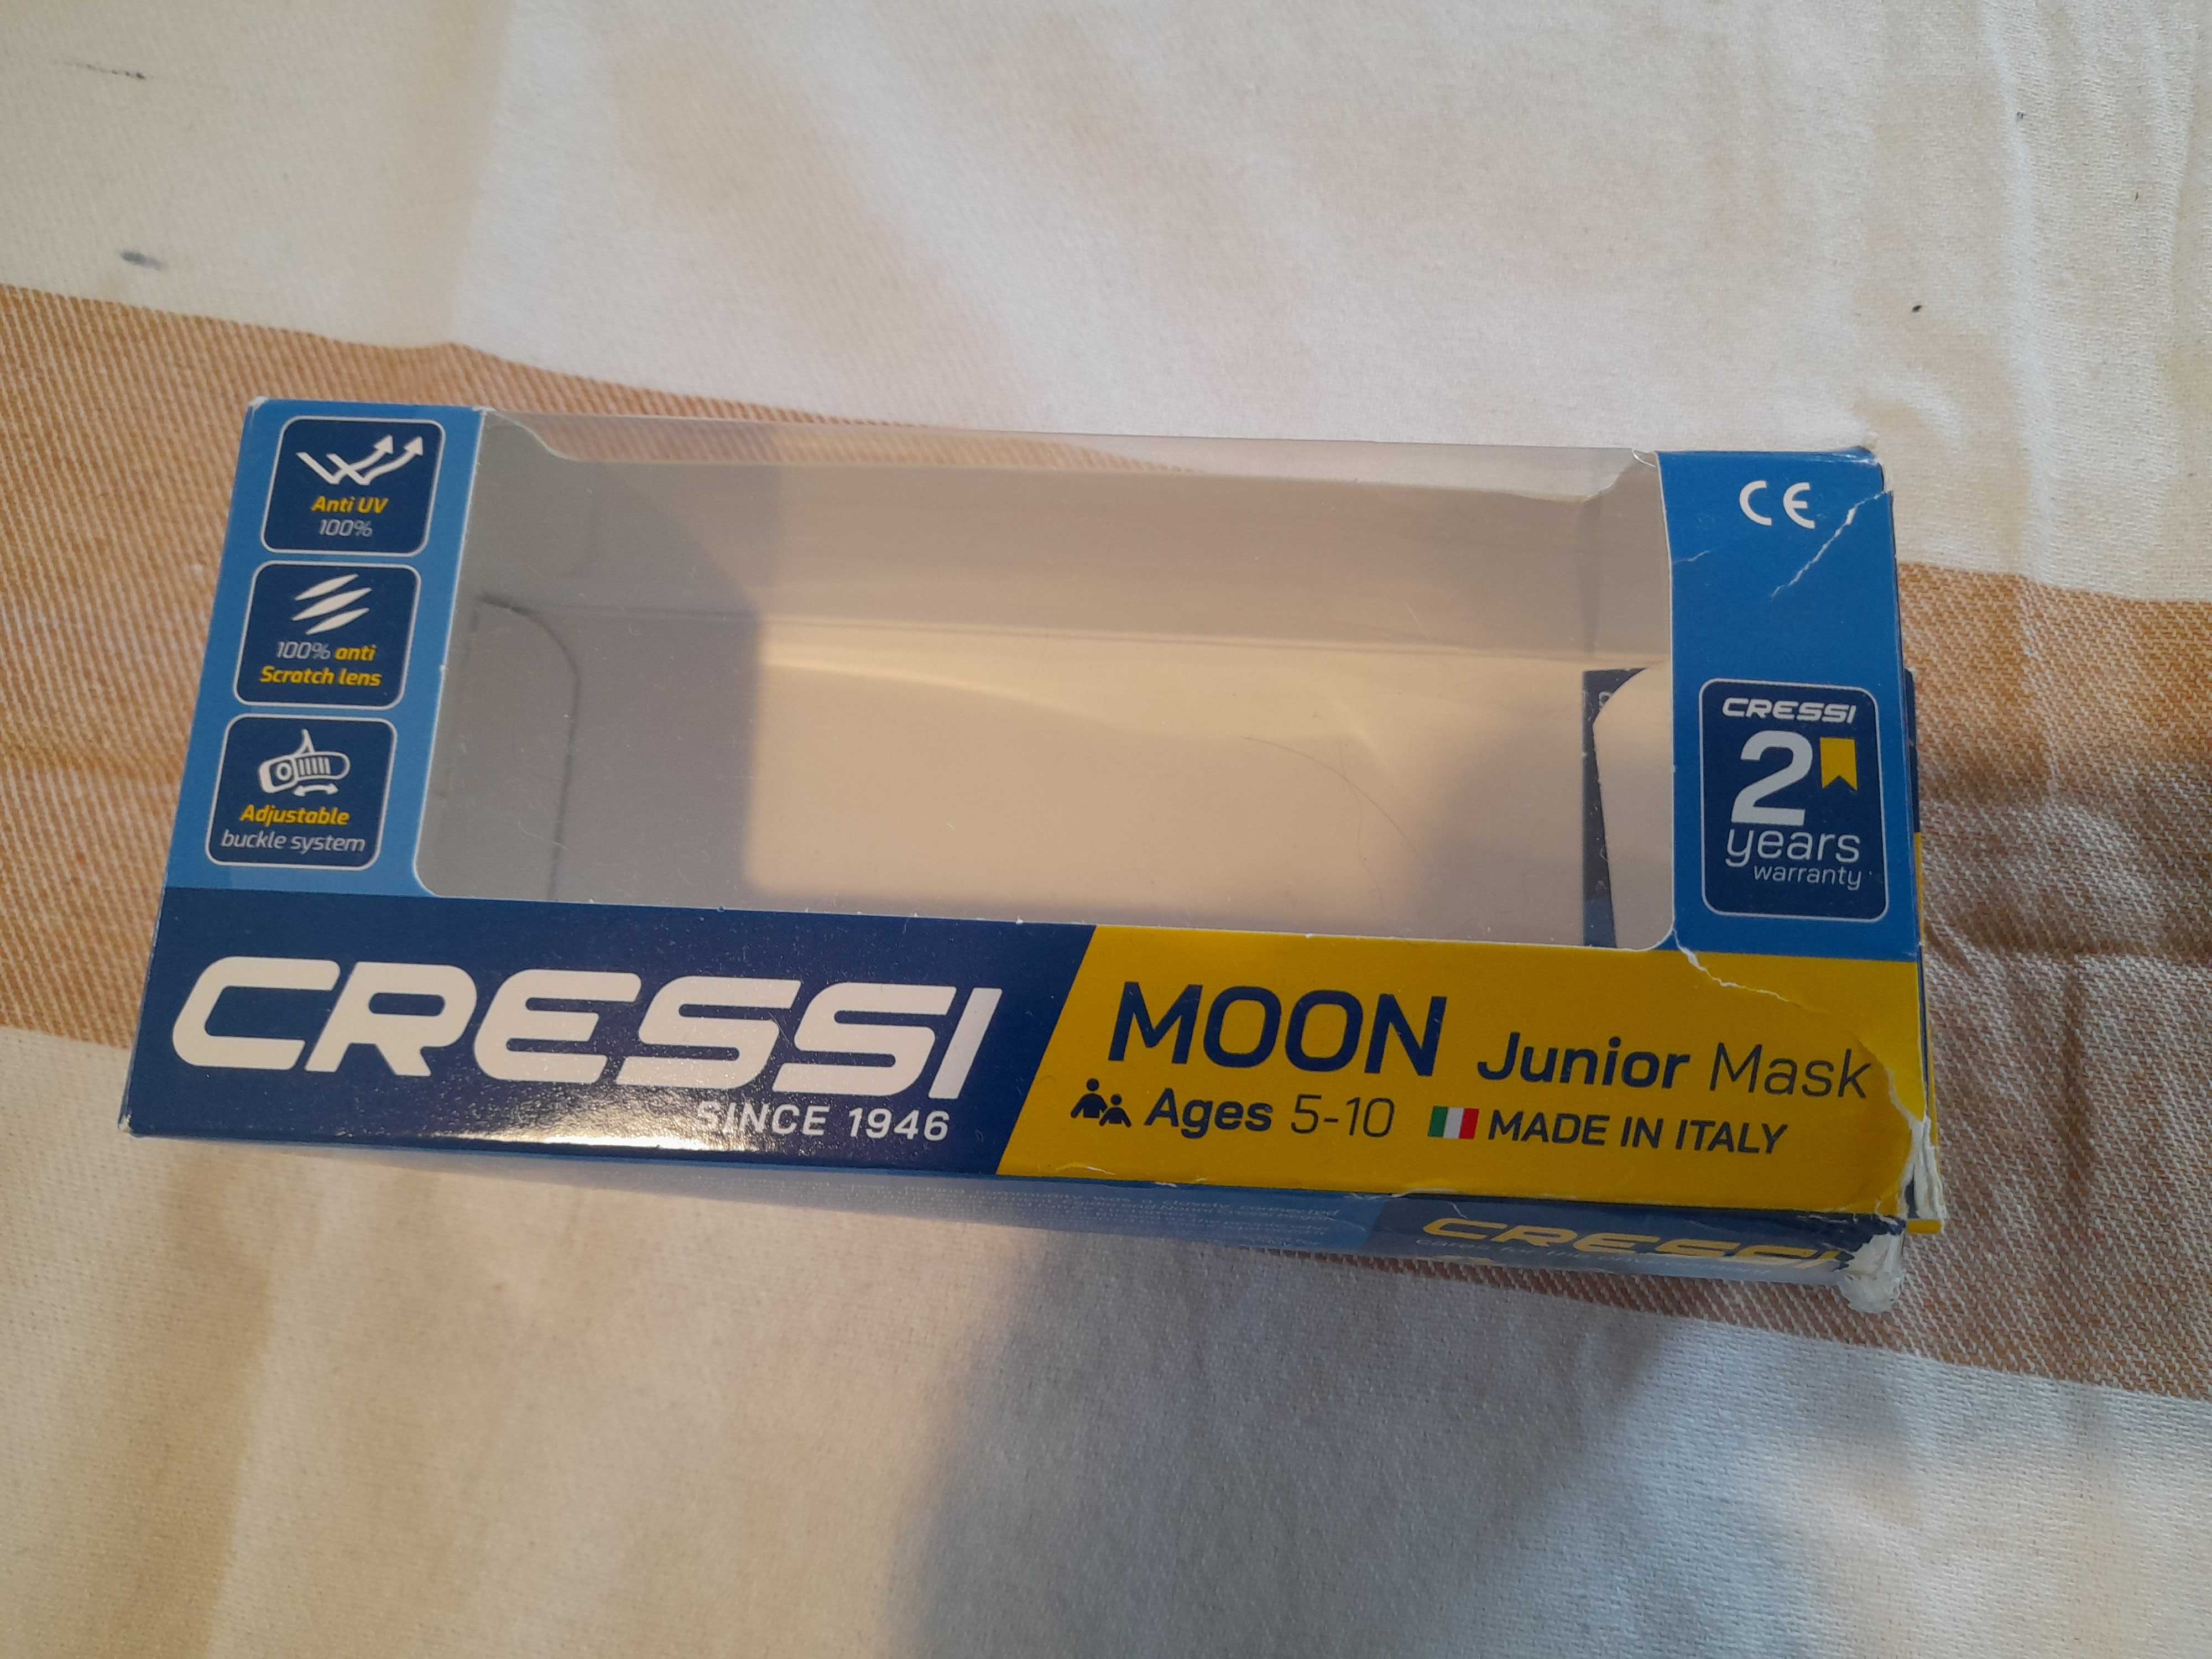 Anti UV
100%
100% anti
Scratch lens
Adjustable
buckle system
CE
CRESSI
2
years
warranty
CRESSI
SINCE 1946
MOON Junior Mask
Ages 5-10 MADE IN ITALY
CRESSI